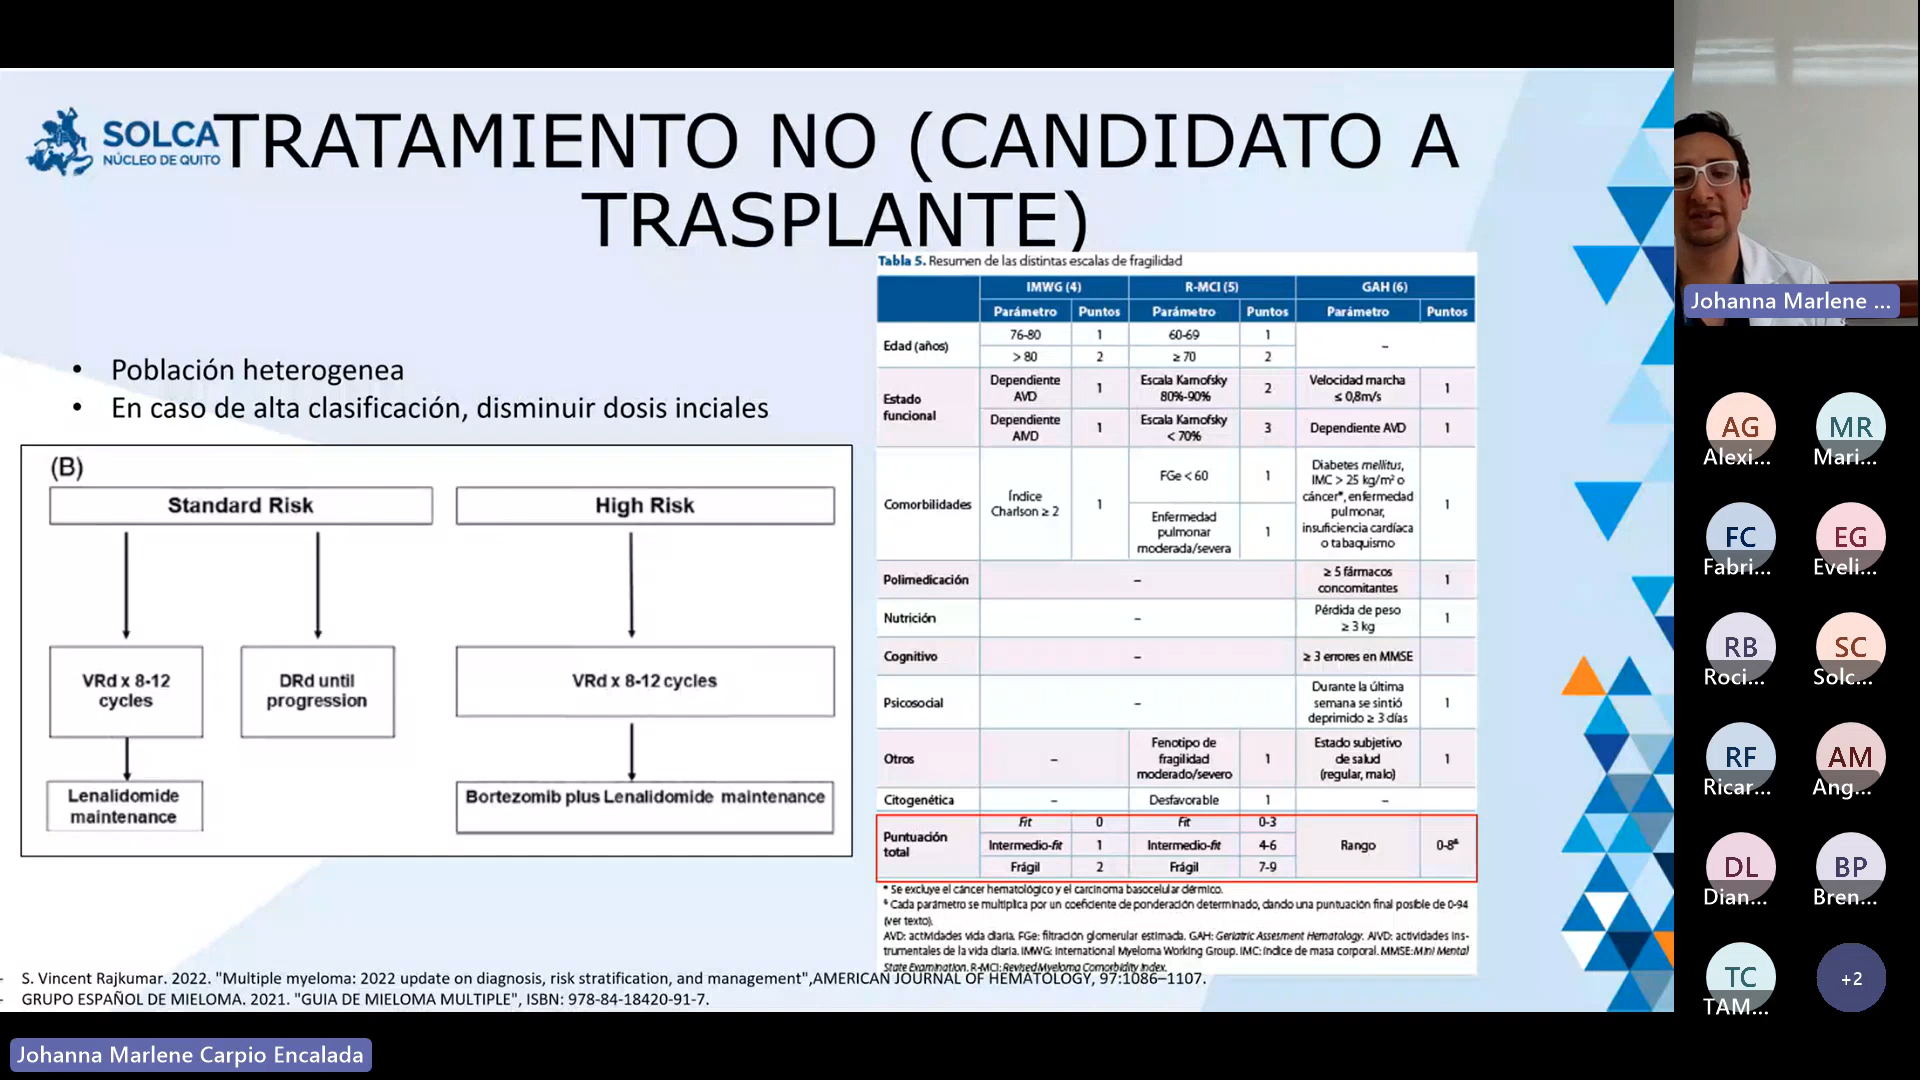 SOLCA
NÚCLEO DE QUITO
TRATAMIENTO NO (CANDIDATO A
TRASPLANTE)
• Población heterogenea
• En caso de alta clasificación, disminuir dosis inciales
(B)
Standard Risk
High Risk
VRd x 8-12
cycles
DRd until
progression
VRd x 8-12 cycles
Lenalidomide
maintenance
Bortezomib plus Lenalidomide maintenance
Tabla 5. Resumen de las distintas escalas de fragilidad
IMWG (4) R-MCI (5) GAH (6)
Parámetro Puntos Parámetro Puntos Parámetro Puntos
Edad (años)
76-80 1 60-69 1 –
> 80 2 ≥ 70 2
Estado
funcional
Dependiente
AVD
1
Escala Karnofsky
80%-90%
2
Velocidad marcha
≤ 0,8m/s
1
Dependiente
AIVD
1
Escala Karnofsky
< 70%
3
Dependiente AVD
1
Comorbilidades
Índice
Charlson ≥ 2
1
FGe < 60
1
Enfermedad
pulmonar
moderada/severa
1
Diabetes mellitus,
IMC > 25 kg/m² o
cáncer*, enfermedad
pulmonar,
insuficiencia cardíaca
o tabaquismo
1
Polimedicación
–
≥ 5 fármacos
concomitantes
1
Nutrición
–
Pérdida de peso
≥ 3 kg
1
Cognitivo
–
≥ 3 errores en MMSE
Psicosocial
–
Durante la última
semana se sintió
deprimido ≥ 3 días
1
Otros
–
Fenotipo de
fragilidad
moderado/severo
1
Estado subjetivo
de salud
(regular, malo)
1
Citogenética – Desfavorable 1 –
Puntuación
total
Fit 0 Fit 0-3
Intermedio-fit 1 Intermedio-fit 4-6 Rango 0-8&
Frágil 2 Frágil 7-9
* Se excluye el cáncer hematológico y el carcinoma basocelular dérmico.
& Cada parámetro se multiplica por un coeficiente de ponderación determinado, dando una puntuación final posible de 0-94
(ver texto).
AVD: actividades vida diaria. FGe: filtración glomerular estimada. GAH: Geriatric Assesment Hematology. AIVD: actividades ins-
trumentales de la vida diaria. IMWG: International Myeloma Working Group. IMC: índice de masa corporal. MMSE: Mini Mental
State Examination. R-MCI: Revised Myeloma Comorbidity Index.
- S. Vincent Rajkumar. 2022. "Multiple myeloma: 2022 update on diagnosis, risk stratification, and management",AMERICAN JOURNAL OF HEMATOLOGY, 97:1086–1107.
- GRUPO ESPAÑOL DE MIELOMA. 2021. "GUIA DE MIELOMA MULTIPLE", ISBN: 978-84-18420-91-7.
Johanna Marlene Carpio Encalada
Johanna Marlene ...
AG MR
Alexi... Mari...
FC EG
Fabri... Eveli...
RB SC
Roci... Solc...
RF AM
Ricar... Ang...
DL BP
Dian... Bren...
TC +2
TAM...